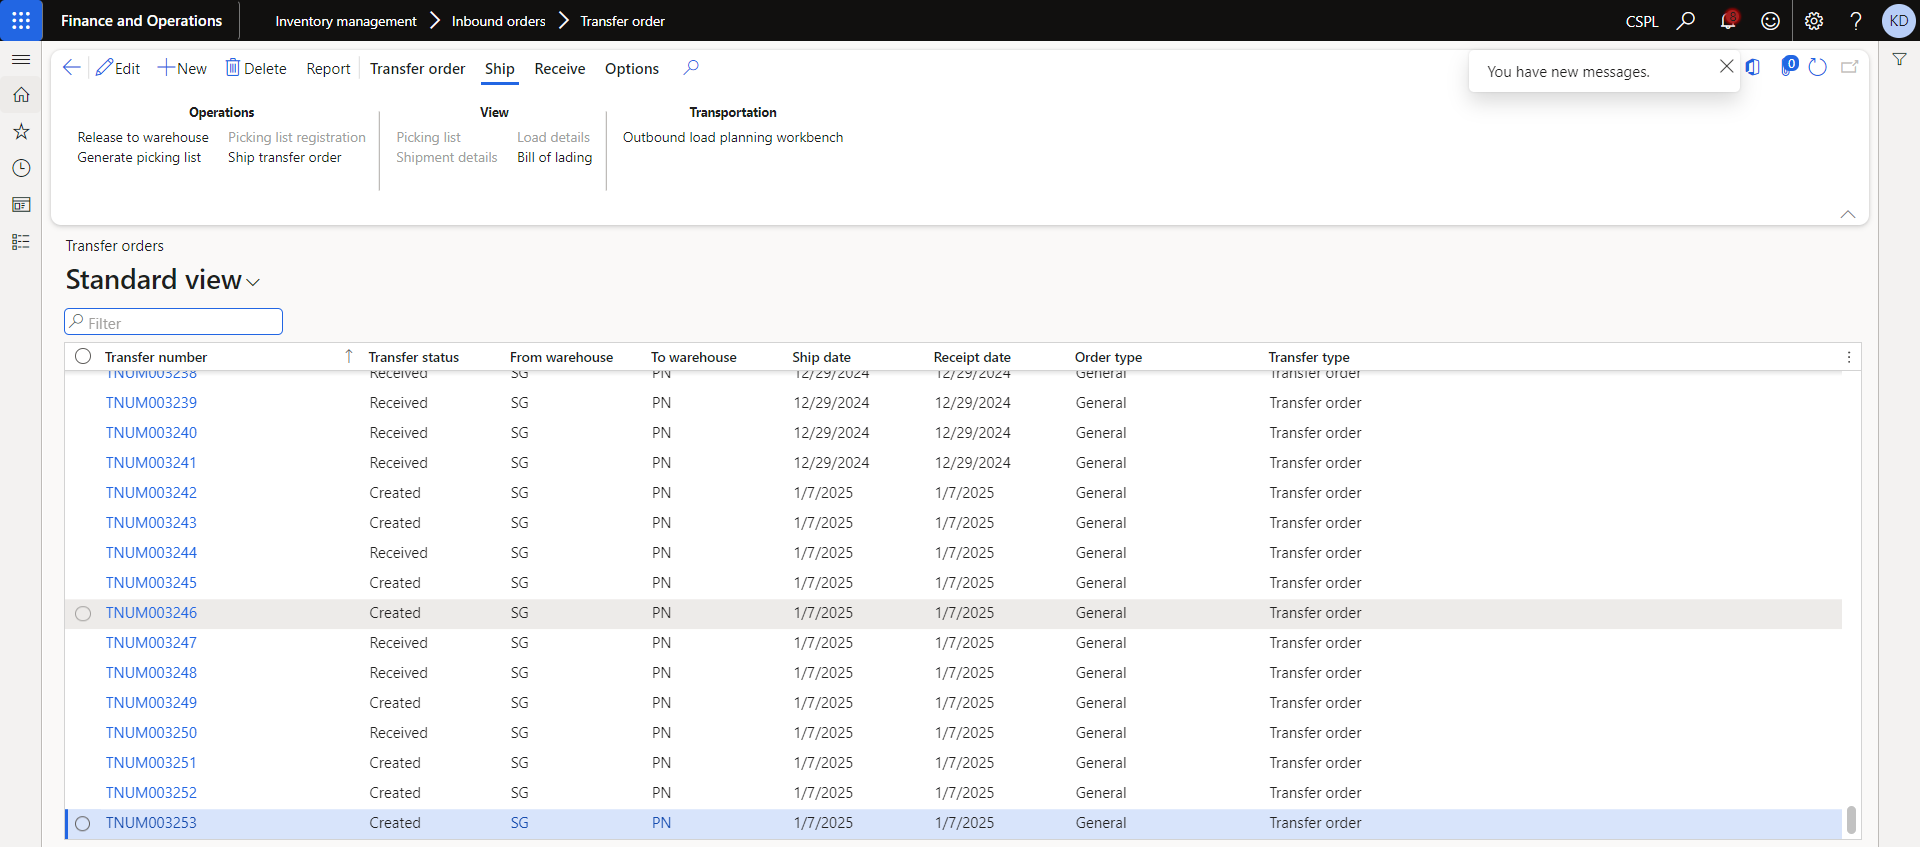 Finance and Operations
Inventory management
Inbound orders
Transfer order
CSPL
8
?
KD
Edit
New
Delete
Report
Transfer order
Ship
Receive
Options
You have new messages.
0
Operations
Release to warehouse
Picking list registration
Generate picking list
Ship transfer order
View
Picking list
Load details
Shipment details
Bill of lading
Transportation
Outbound load planning workbench
Transfer orders
Standard view
Filter
Transfer number Transfer status From warehouse To warehouse Ship date Receipt date Order type Transfer type
TNUM003238 Received SG PN 12/29/2024 12/29/2024 General Transfer order
TNUM003239 Received SG PN 12/29/2024 12/29/2024 General Transfer order
TNUM003240 Received SG PN 12/29/2024 12/29/2024 General Transfer order
TNUM003241 Received SG PN 12/29/2024 12/29/2024 General Transfer order
TNUM003242 Created SG PN 1/7/2025 1/7/2025 General Transfer order
TNUM003243 Created SG PN 1/7/2025 1/7/2025 General Transfer order
TNUM003244 Received SG PN 1/7/2025 1/7/2025 General Transfer order
TNUM003245 Created SG PN 1/7/2025 1/7/2025 General Transfer order
TNUM003246 Created SG PN 1/7/2025 1/7/2025 General Transfer order
TNUM003247 Received SG PN 1/7/2025 1/7/2025 General Transfer order
TNUM003248 Received SG PN 1/7/2025 1/7/2025 General Transfer order
TNUM003249 Created SG PN 1/7/2025 1/7/2025 General Transfer order
TNUM003250 Received SG PN 1/7/2025 1/7/2025 General Transfer order
TNUM003251 Created SG PN 1/7/2025 1/7/2025 General Transfer order
TNUM003252 Created SG PN 1/7/2025 1/7/2025 General Transfer order
TNUM003253 Created SG PN 1/7/2025 1/7/2025 General Transfer order